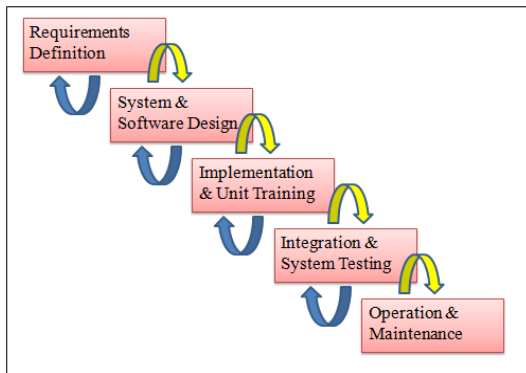 Requirements
Definition
System &
Software Design
Implementation
& Unit Training
Integration &
System Testing
Operation &
Maintenance